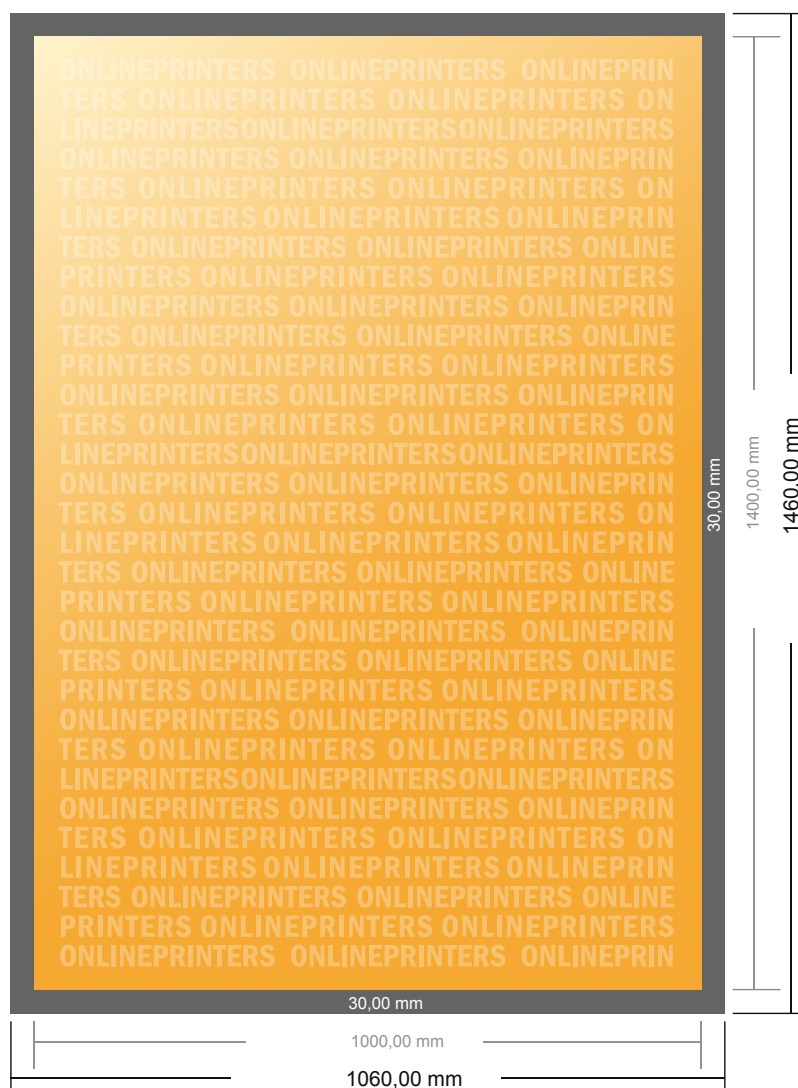 ONLINEPRINTERS ONLINEPRINTERS ONLINEPRIN
TERS ONLINEPRINTERS ONLINEPRINTERS ON
LINEPRINTERSONLINEPRINTERSONLINEPRINTERS
ONLINEPRINTERS ONLINEPRINTERS ONLINEPRIN
TERS ONLINEPRINTERS ONLINEPRINTERS ON
LINEPRINTERS ONLINEPRINTERS ONLINEPRIN
TERS ONLINEPRINTERS ONLINEPRINTERS ONLINE
PRINTERS ONLINEPRINTERS ONLINEPRINTERS
ONLINEPRINTERS ONLINEPRINTERS ONLINEPRIN
TERS ONLINEPRINTERS ONLINEPRINTERS ONLINE
PRINTERS ONLINEPRINTERS ONLINEPRINTERS
ONLINEPRINTERS ONLINEPRINTERS ONLINEPRIN
TERS ONLINEPRINTERS ONLINEPRINTERS ON
LINEPRINTERSONLINEPRINTERSONLINEPRINTERS
ONLINEPRINTERS ONLINEPRINTERS ONLINEPRIN
TERS ONLINEPRINTERS ONLINEPRINTERS ON
LINEPRINTERS ONLINEPRINTERS ONLINEPRIN
TERS ONLINEPRINTERS ONLINEPRINTERS ONLINE
PRINTERS ONLINEPRINTERS ONLINEPRINTERS
ONLINEPRINTERS ONLINEPRINTERS ONLINEPRIN
TERS ONLINEPRINTERS ONLINEPRINTERS ONLINE
PRINTERS ONLINEPRINTERS ONLINEPRINTERS
ONLINEPRINTERS ONLINEPRINTERS ONLINEPRIN
TERS ONLINEPRINTERS ONLINEPRINTERS ON
LINEPRINTERSONLINEPRINTERSONLINEPRINTERS
ONLINEPRINTERS ONLINEPRINTERS ONLINEPRIN
TERS ONLINEPRINTERS ONLINEPRINTERS ON
LINEPRINTERS ONLINEPRINTERS ONLINEPRIN
TERS ONLINEPRINTERS ONLINEPRINTERS ONLINE
PRINTERS ONLINEPRINTERS ONLINEPRINTERS
ONLINEPRINTERS ONLINEPRINTERS ONLINEPRIN
30,00 mm
1400,00 mm
1460,00 mm
30,00 mm
1000,00 mm
1060,00 mm